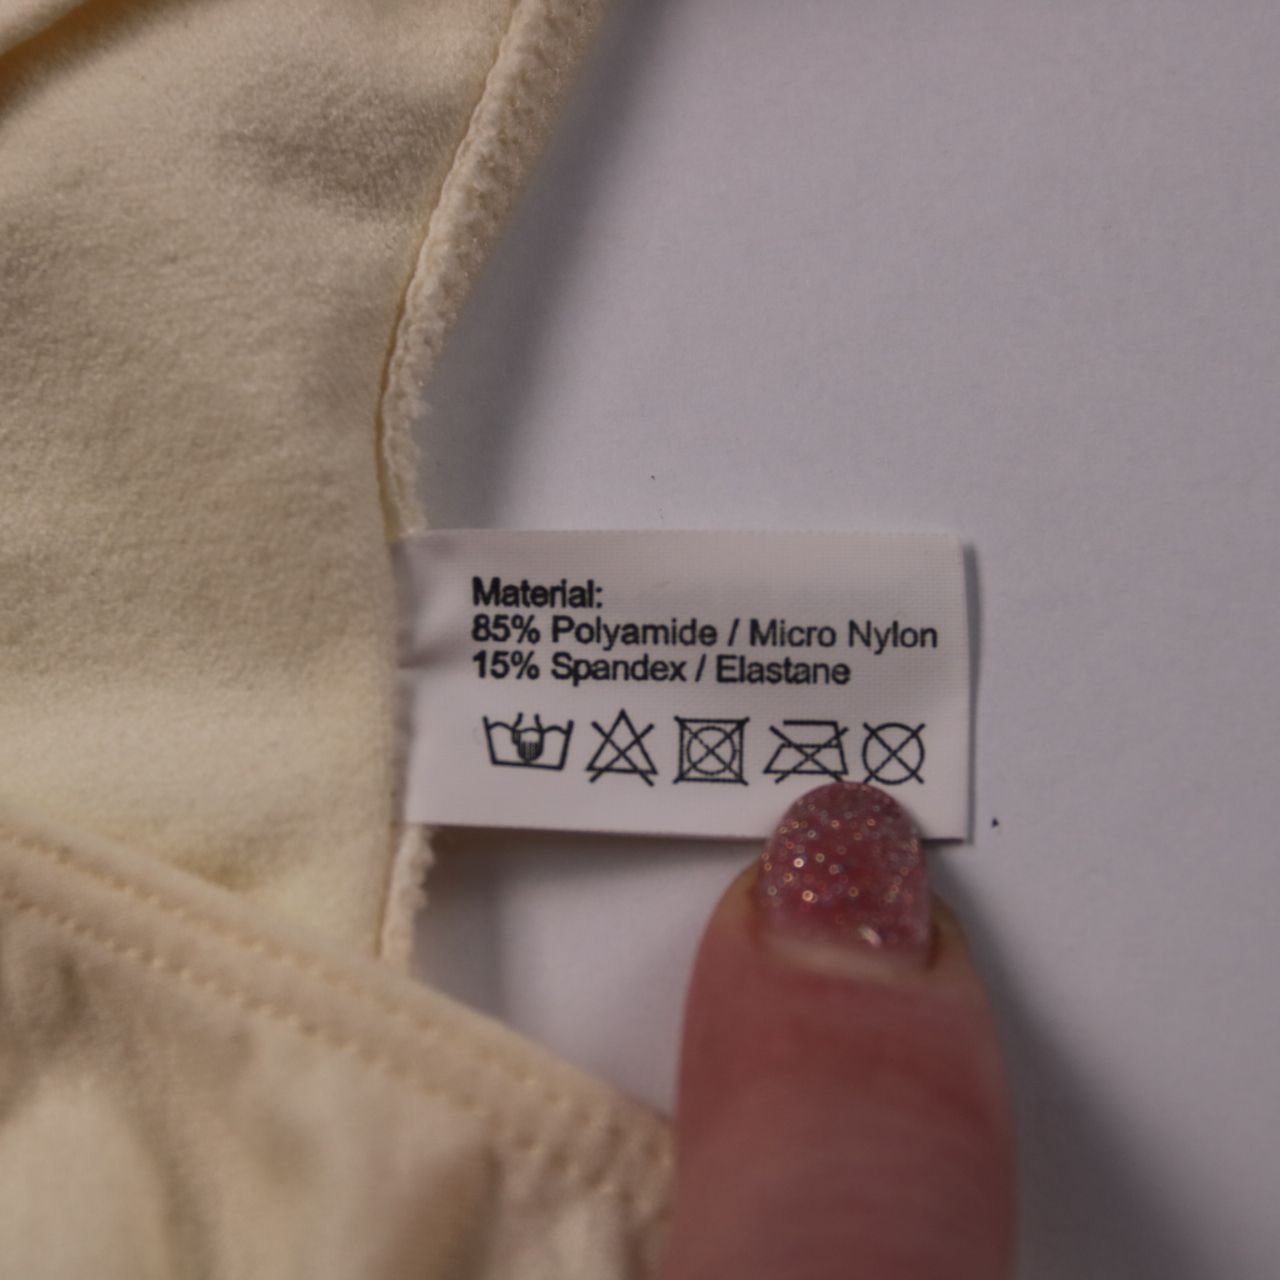 Material:
85% Polyamide / Micro Nylon
15% Spandex / Elastane